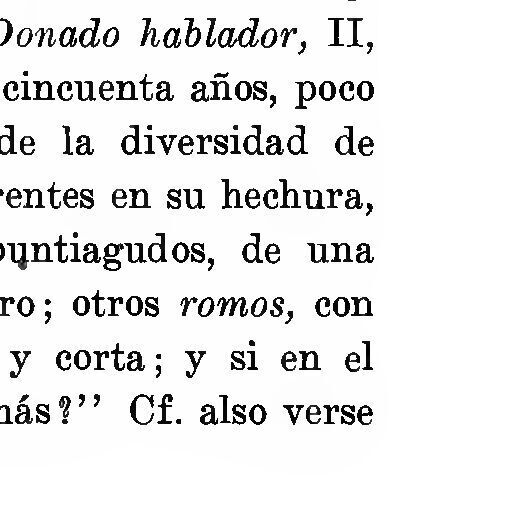 Donado hablador, II,
cincuenta años, poco
de la diversidad de
rentes en su hechura,
puntiagudos, de una
ro; otros romos, con
y corta; y si en el
más?'' Cf. also verse